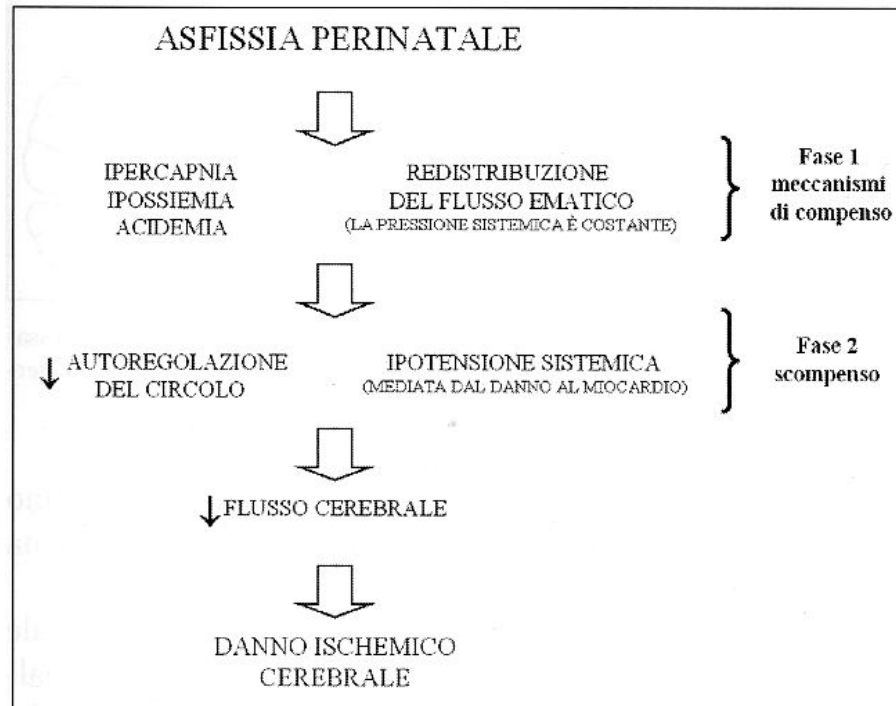 ASFISSIA PERINATALE
IPERCAPNIA
IPOSSIEMIA
ACIDEMIA
REDISTRIBUZIONE
DEL FLUSSO EMATICO
(LA PRESSIONE SISTEMICA È COSTANTE)
Fase 1
meccanismi
di compenso
↓ AUTOREGOLAZIONE
DEL CIRCOLO
IPOTENSIONE SISTEMICA
(MEDIATA DAL DANNO AL MIOCARDIO)
Fase 2
scompenso
↓ FLUSSO CEREBRALE
DANNO ISCHEMICO
CEREBRALE